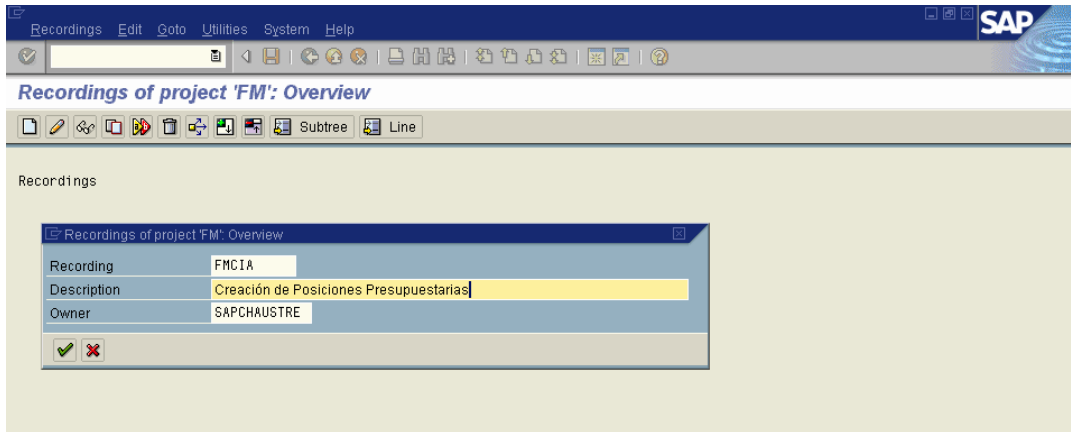 Recordings Edit Goto Utilities System Help
SAP
Recordings of project 'FM': Overview
Subtree Line
Recordings
Recordings of project 'FM': Overview
Recording FMCIA
Description Creación de Posiciones Presupuestarias
Owner SAPCHAUSTRE